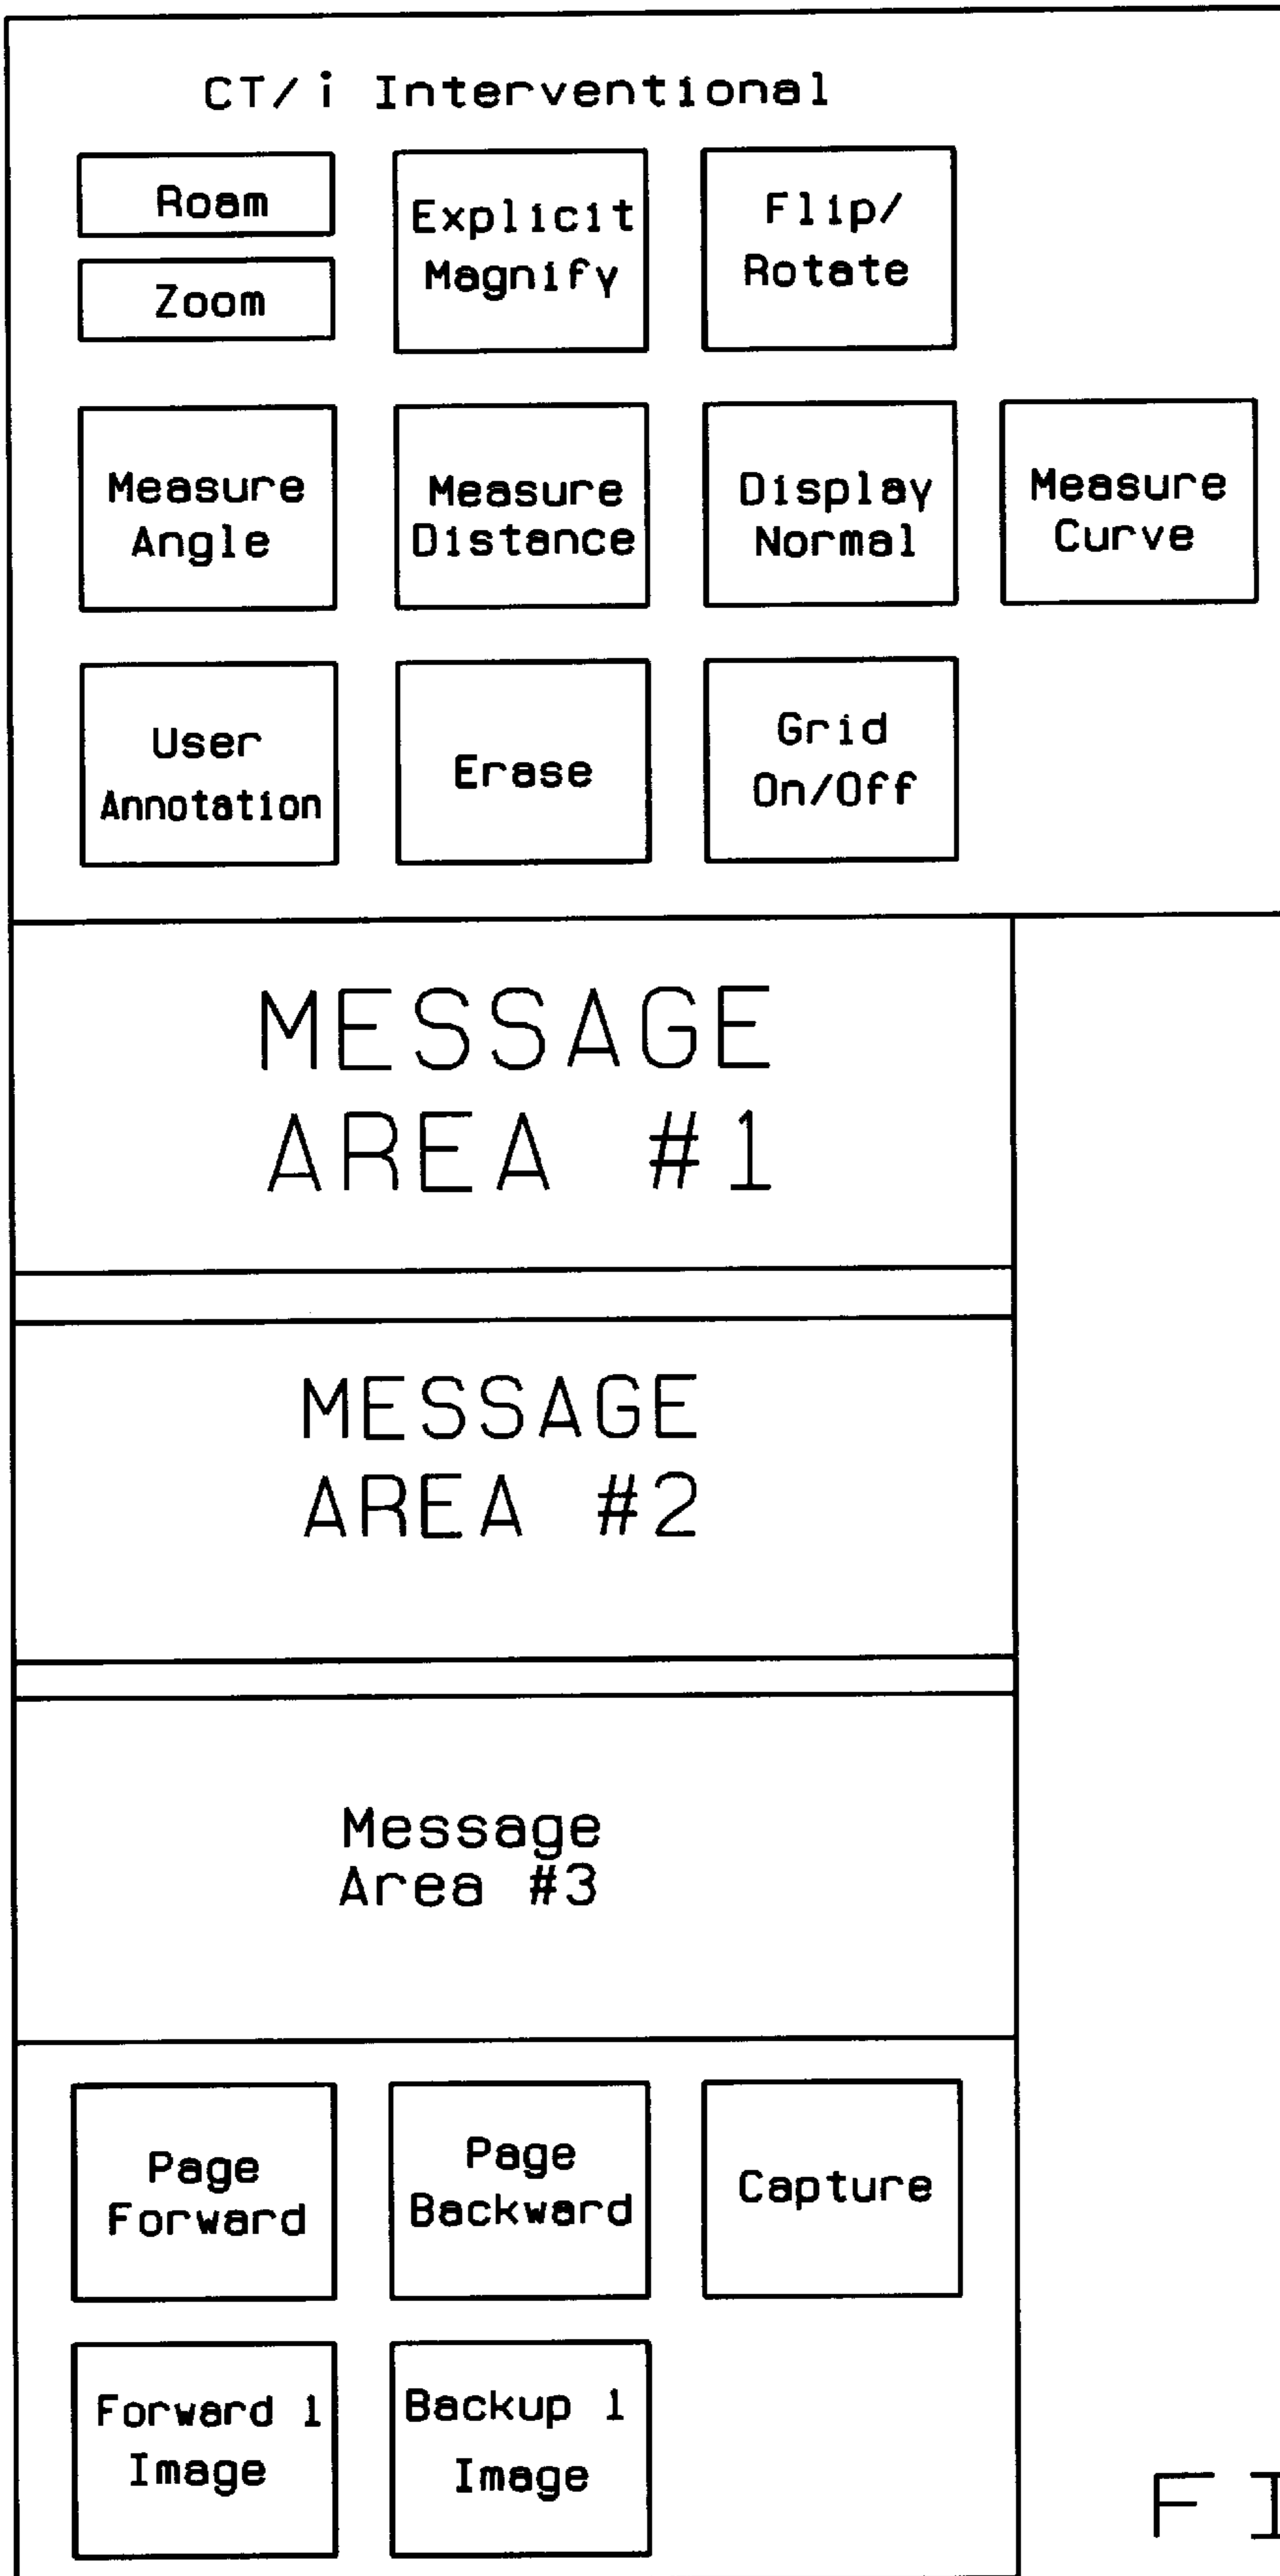 CT/i Interventional
Roam
Zoom
Explicit
Magnify
Flip/
Rotate
Measure
Angle
Measure
Distance
Display
Normal
Measure
Curve
User
Annotation
Erase
Grid
On/Off
MESSAGE
AREA #1
MESSAGE
AREA #2
Message
Area #3
Page
Forward
Page
Backward
Capture
Forward 1
Image
Backup 1
Image